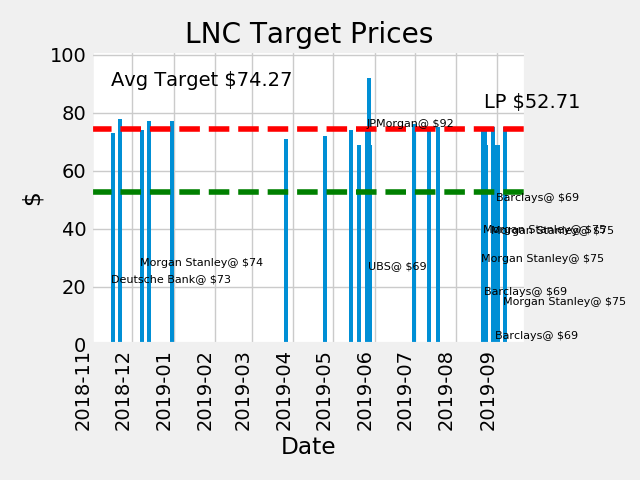 LNC Target Prices
100
Avg Target $74.27
LP $52.71
80
JPMorgan@ $92
60
Barclays@ $69
$
40
Morgan Stanley@ $75
Morgan Stanley@ $75
Morgan Stanley@ $74
UBS@ $69
Morgan Stanley@ $75
Deutsche Bank@ $73
20
Barclays@ $69
Morgan Stanley@ $75
Barclays@ $69
0
2018-11
2018-12
2019-01
2019-02
2019-03
2019-04
2019-05
2019-06
2019-07
2019-08
2019-09
Date